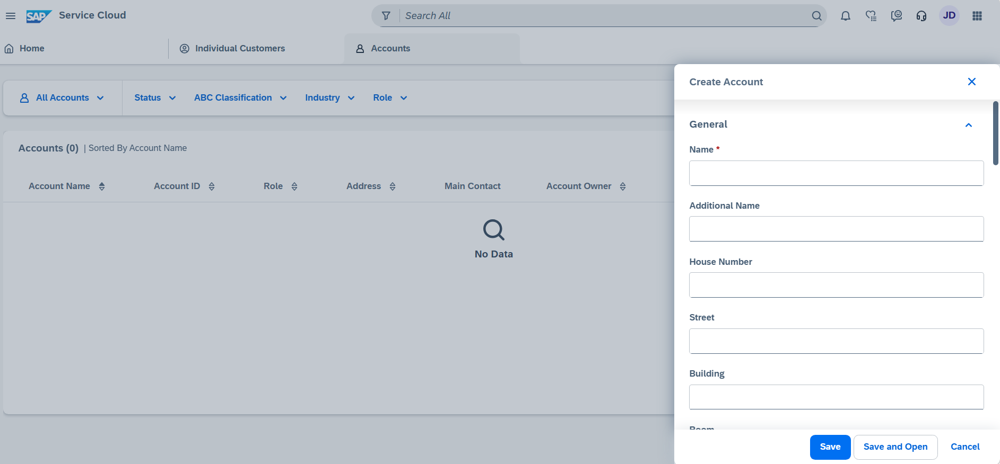 SAP Service Cloud
Search All
JD
Home
Individual Customers
Accounts
All Accounts
Status
ABC Classification
Industry
Role
Accounts (0) | Sorted By Account Name
Account Name
Account ID
Role
Address
Main Contact
Account Owner
No Data
Create Account
General
Name *
Additional Name
House Number
Street
Building
Room
Save
Save and Open
Cancel